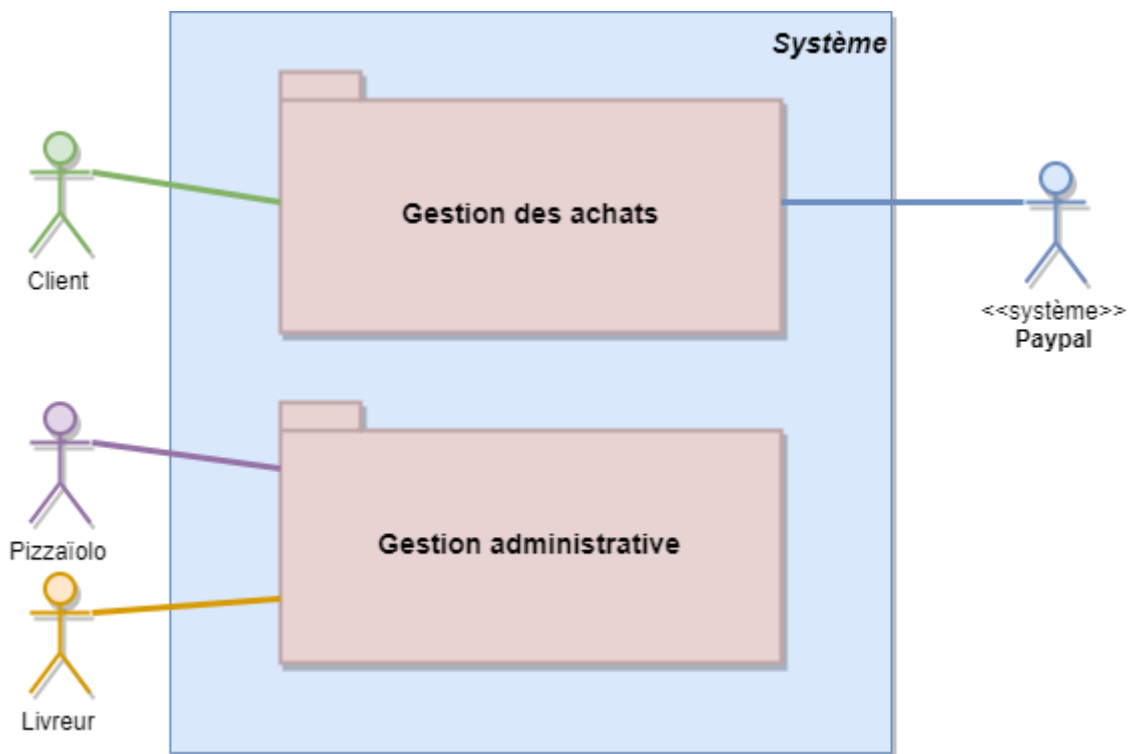 Système
Gestion des achats
Client
<<système>>
Paypal
Gestion administrative
Pizzaïolo
Livreur